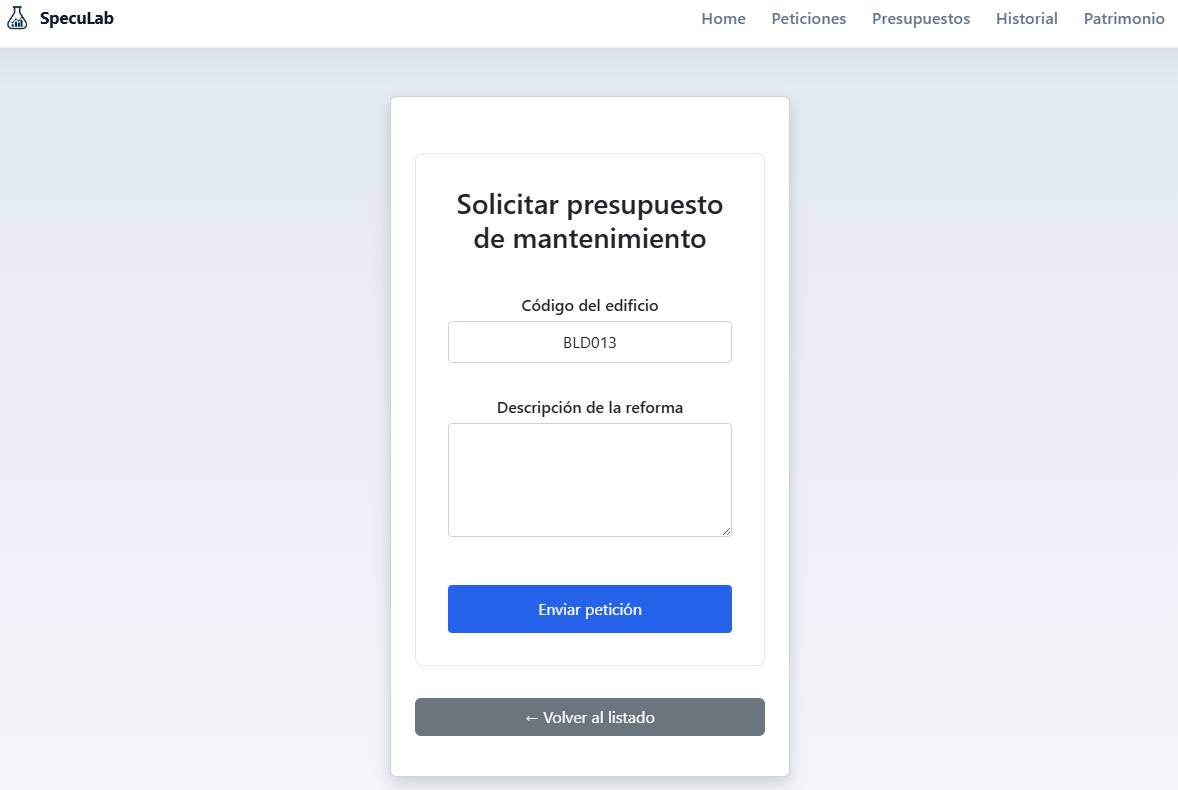 SpecuLab
Home Peticiones Presupuestos Historial Patrimonio
Solicitar presupuesto
de mantenimiento
Código del edificio
BLD013
Descripción de la reforma
Enviar petición
← Volver al listado